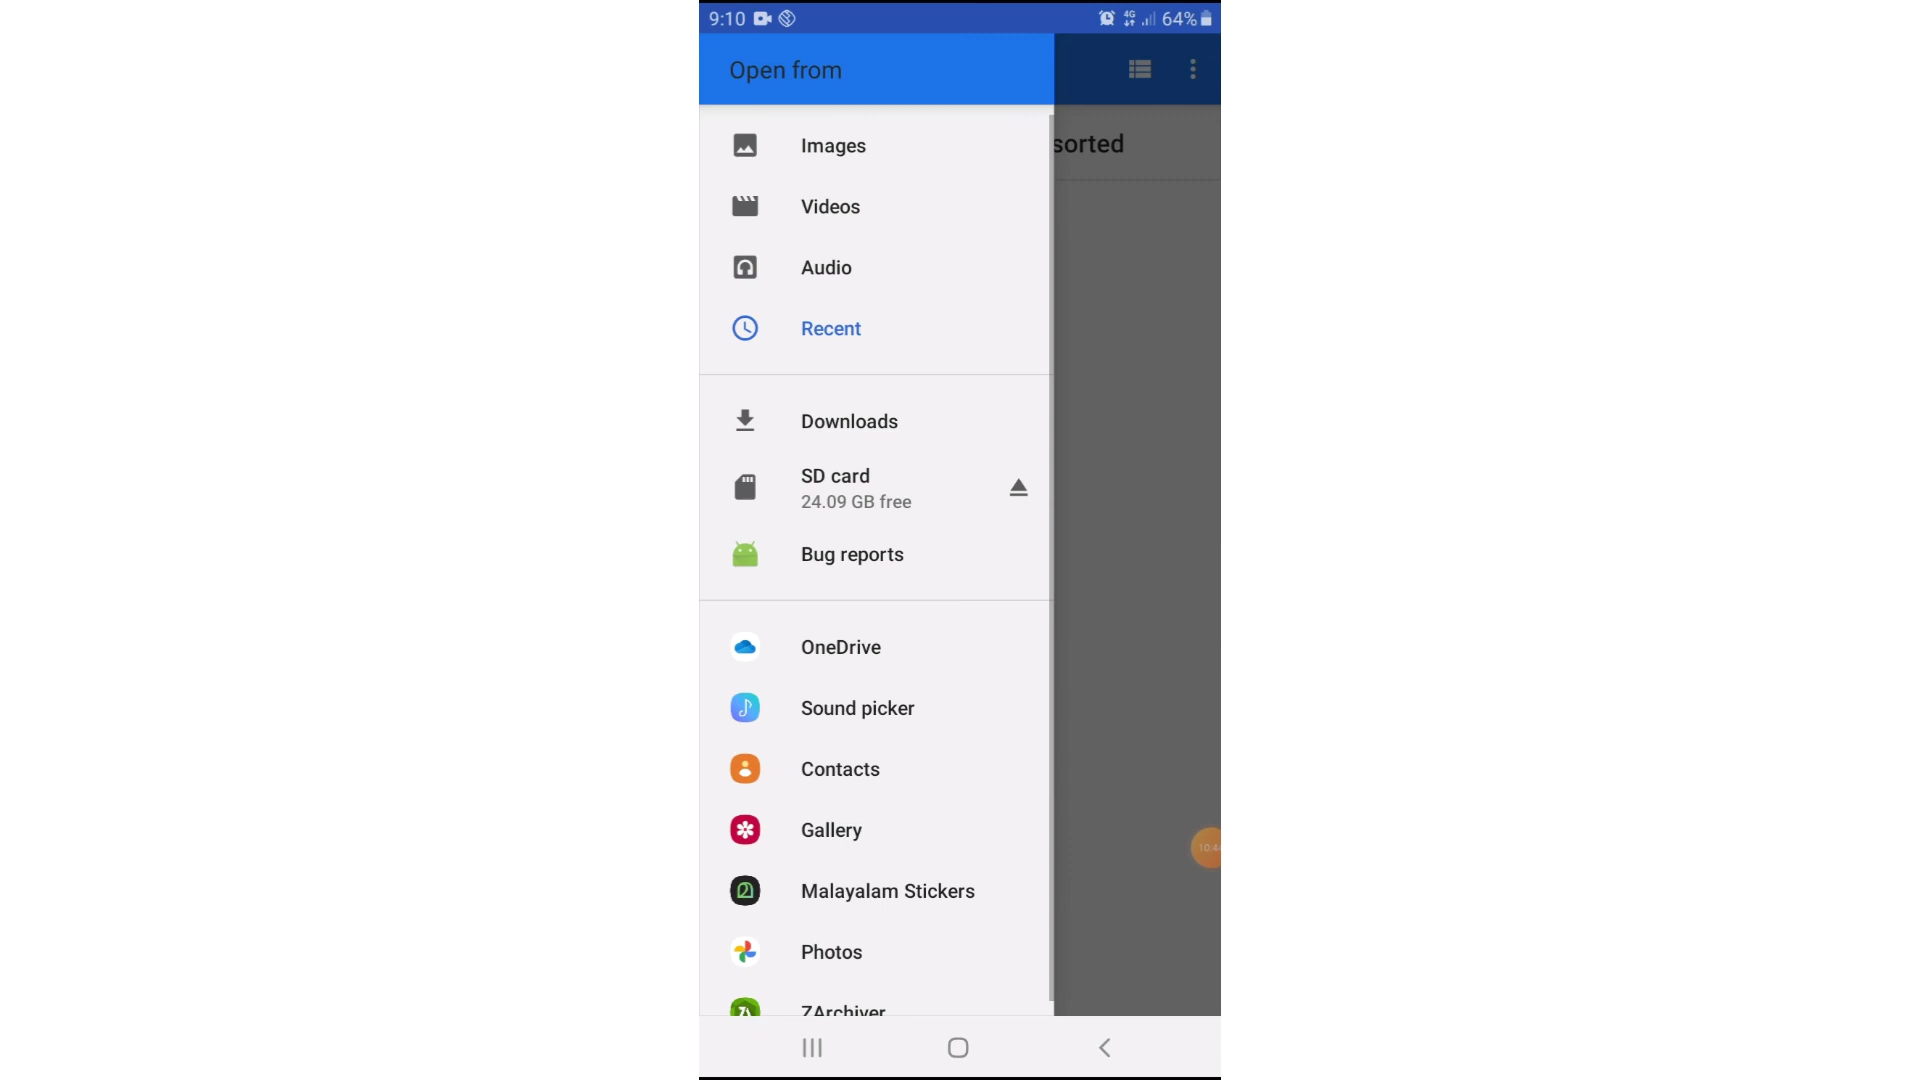 9:10
4G 64%
Open from
Images
sorted
Videos
Audio
Recent
Downloads
SD card
24.09 GB free
Bug reports
OneDrive
Sound picker
Contacts
Gallery
Malayalam Stickers
Photos
ZArchiver